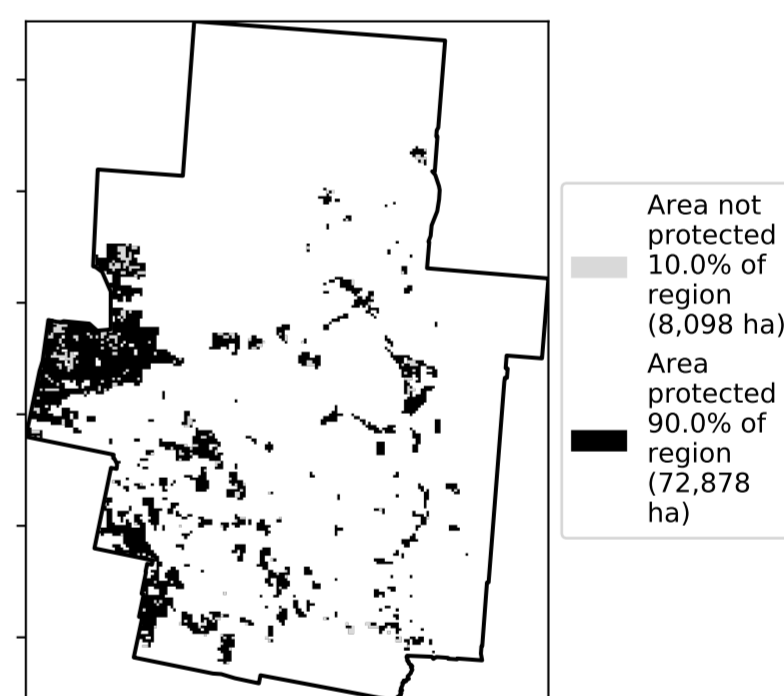 Area not
protected
10.0% of
region
(8,098 ha)
Area
protected
90.0% of
region
(72,878
ha)